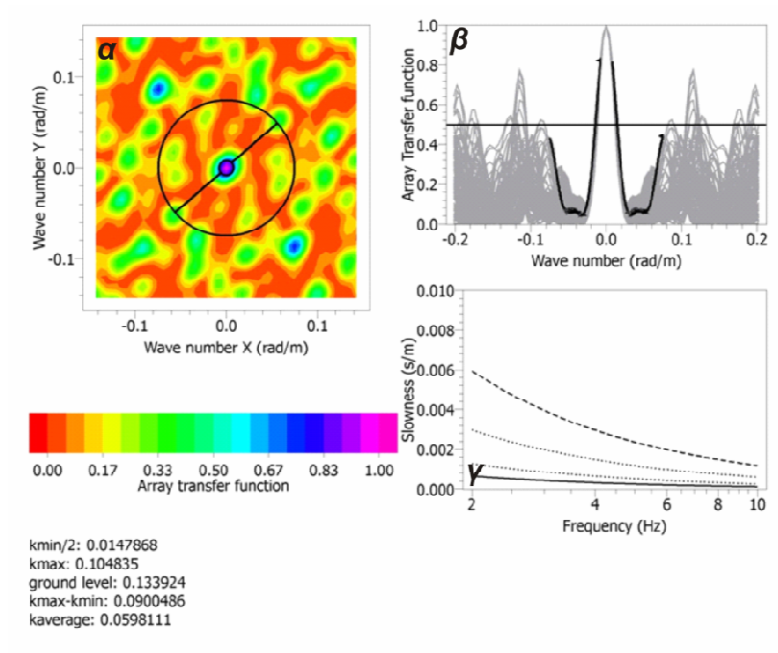 α
0.1
0.0
-0.1
Wave number Y (rad/m)
-0.1
0.0
0.1
Wave number X (rad/m)
β
1.0
0.8
0.6
0.4
0.2
0.0
Array Transfer function
-0.2
-0.1
0.0
0.1
0.2
Wave number (rad/m)
0.010
0.008
0.006
0.004
0.002
0.000
Slowness (s/m)
γ
2
4
6
8
10
Frequency (Hz)
0.00 0.17 0.33 0.50 0.67 0.83 1.00
Array transfer function
kmin/2: 0.0147868
kmax: 0.104835
ground level: 0.133924
kmax-kmin: 0.0900486
kaverage: 0.0598111